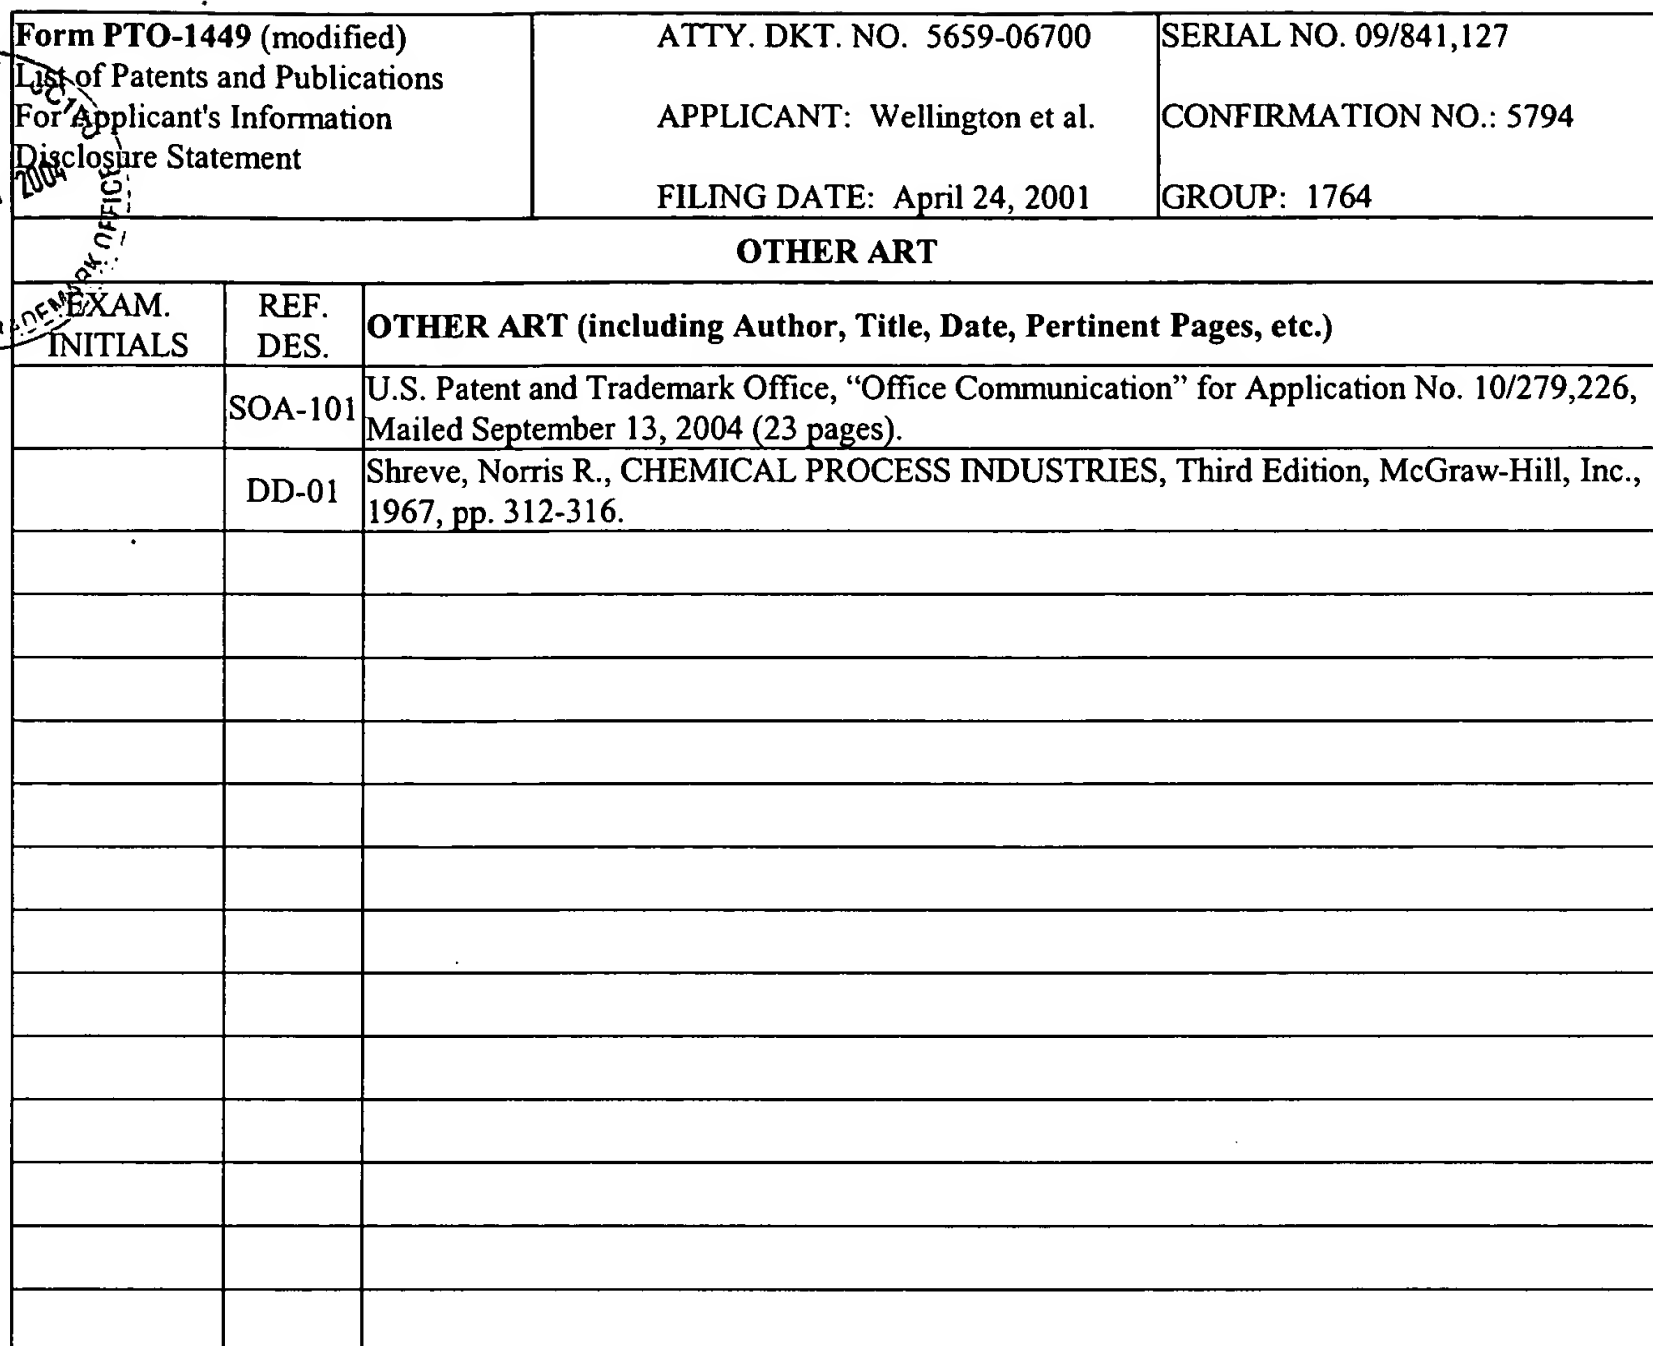 Form PTO-1449 (modified)
List of Patents and Publications
For Applicant's Information
Disclosure Statement
ATTY. DKT. NO. 5659-06700
APPLICANT: Wellington et al.
FILING DATE: April 24, 2001
SERIAL NO. 09/841,127
CONFIRMATION NO.: 5794
GROUP: 1764
2004
OTHER ART
EXAM.
INITIALS
REF.
DES.
OTHER ART (including Author, Title, Date, Pertinent Pages, etc.)
SOA-101
U.S. Patent and Trademark Office, “Office Communication” for Application No. 10/279,226,
Mailed September 13, 2004 (23 pages).
DD-01
Shreve, Norris R., CHEMICAL PROCESS INDUSTRIES, Third Edition, McGraw-Hill, Inc.,
1967, pp. 312-316.